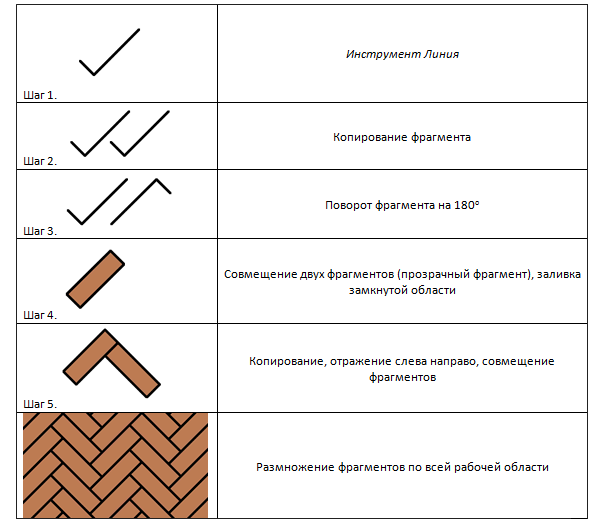 Инструмент Линия
Шаг 1.
Копирование фрагмента
Шаг 2.
Поворот фрагмента на 180°
Шаг 3.
Совмещение двух фрагментов (прозрачный фрагмент), заливка
замкнутой области
Шаг 4.
Копирование, отражение слева направо, совмещение
фрагментов
Шаг 5.
Размножение фрагментов по всей рабочей области